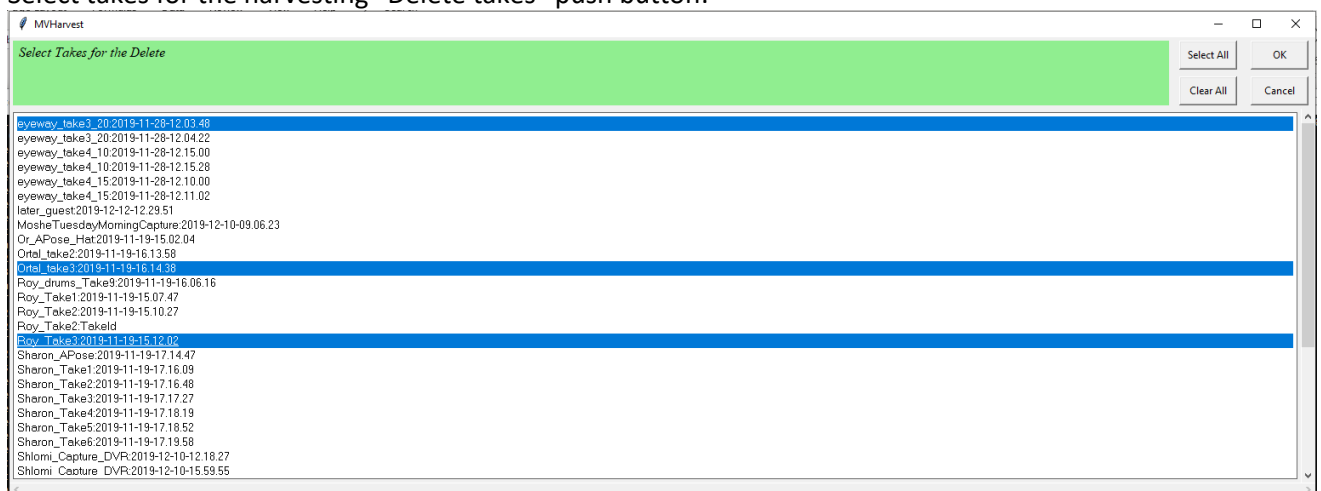 Select takes for the harvesting "Delete takes" push button.
MVHarvest
Select Takes for the Delete
Select All
OK
Clear All
Cancel
eyeway_take3_20:2019-11-28-12.03.48
eyeway_take3_20:2019-11-28-12.04.22
eyeway_take4_10:2019-11-28-12.15.00
eyeway_take4_10:2019-11-28-12.15.28
eyeway_take4_15:2019-11-28-12.10.00
eyeway_take4_15:2019-11-28-12.11.02
later_guest:2019-12-12-12.29.51
MosheTuesdayMorningCapture:2019-12-10-09.06.23
Or_APose_Hat:2019-11-19-15.02.04
Ortal_take2:2019-11-19-16.13.58
Ortal_take3:2019-11-19-16.14.38
Roy_drums_Take9:2019-11-19-16.06.16
Roy_Take1:2019-11-19-15.07.47
Roy_Take2:2019-11-19-15.10.27
Roy_Take2:TakeId
Roy_Take3:2019-11-19-15.12.02
Sharon_APose:2019-11-19-17.14.47
Sharon_Take1:2019-11-19-17.16.09
Sharon_Take2:2019-11-19-17.16.48
Sharon_Take3:2019-11-19-17.17.27
Sharon_Take4:2019-11-19-17.18.19
Sharon_Take5:2019-11-19-17.18.52
Sharon_Take6:2019-11-19-17.19.58
Shlomi_Capture_DVR:2019-12-10-12.18.27
Shlomi_Capture_DVR:2019-12-10-15.59.55